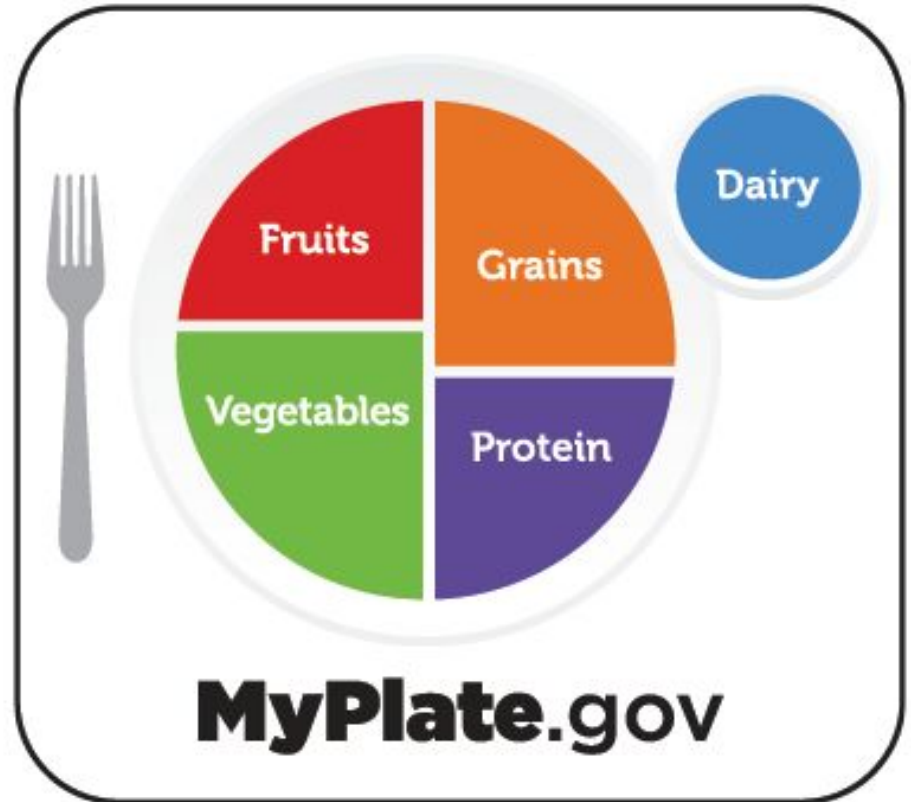 Fruits
Grains
Dairy
Vegetables
Protein
MyPlate.gov